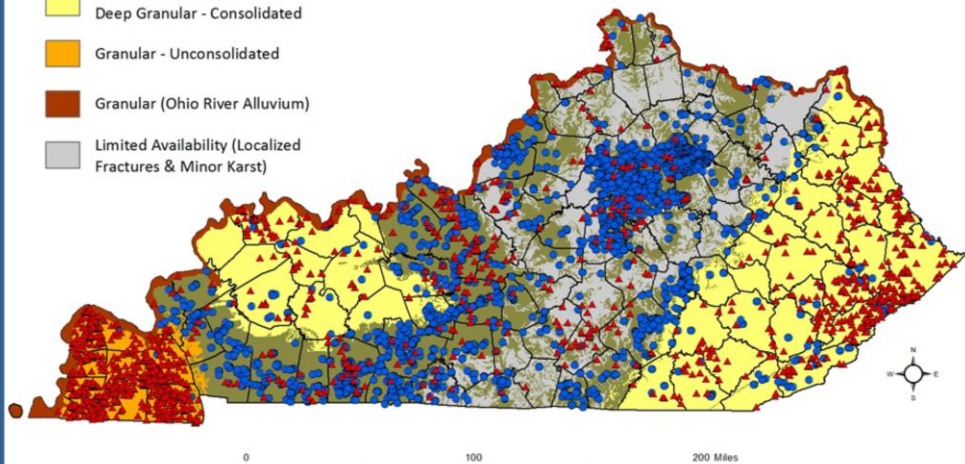 Deep Granular - Consolidated
Granular - Unconsolidated
Granular (Ohio River Alluvium)
Limited Availability (Localized
Fractures & Minor Karst)
N
W E
S
0 100 200 Miles